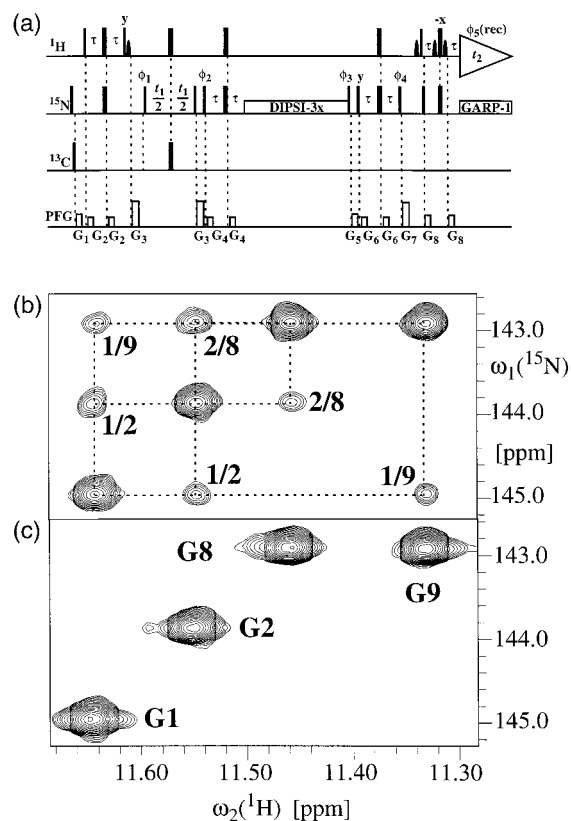 (a)
y -x ϕ5(rec)
1H τ τ τ τ t2
ϕ1 ϕ2 ϕ3 y ϕ4
15N t1/2 t1/2 τ τ DIPSI-3x τ τ GARP-1
13C
PFG
G1 G2 G2 G3 G3 G4 G4 G5 G6 G6 G7 G8 G8
(b)
143.0
1/9 2/8
ω1(15N)
1/2 2/8 144.0
[ppm]
1/2 1/9
145.0
(c)
G8 143.0
G9
G2 144.0
G1 145.0
11.60 11.50 11.40 11.30
ω2(1H) [ppm]